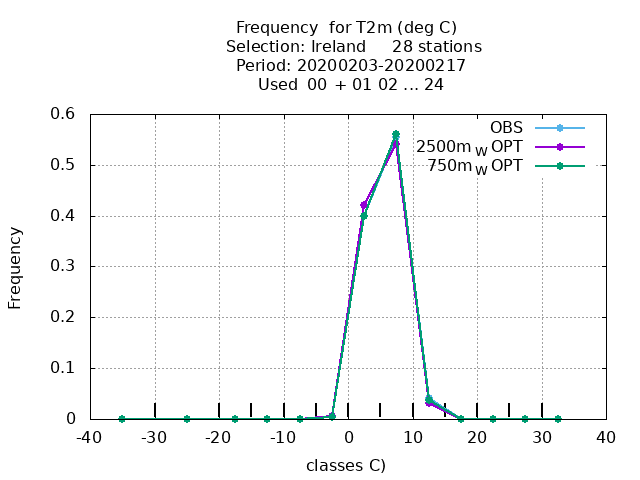 Frequency  for T2m (deg C)
Selection: Ireland     28 stations
Period: 20200203-20200217
Used  00  + 01 02 ... 24
0.6
0.5
0.4
0.3
0.2
0.1
0
Frequency
OBS
2500m W OPT
750m W OPT
-40 -30 -20 -10 0 10 20 30 40
classes C)